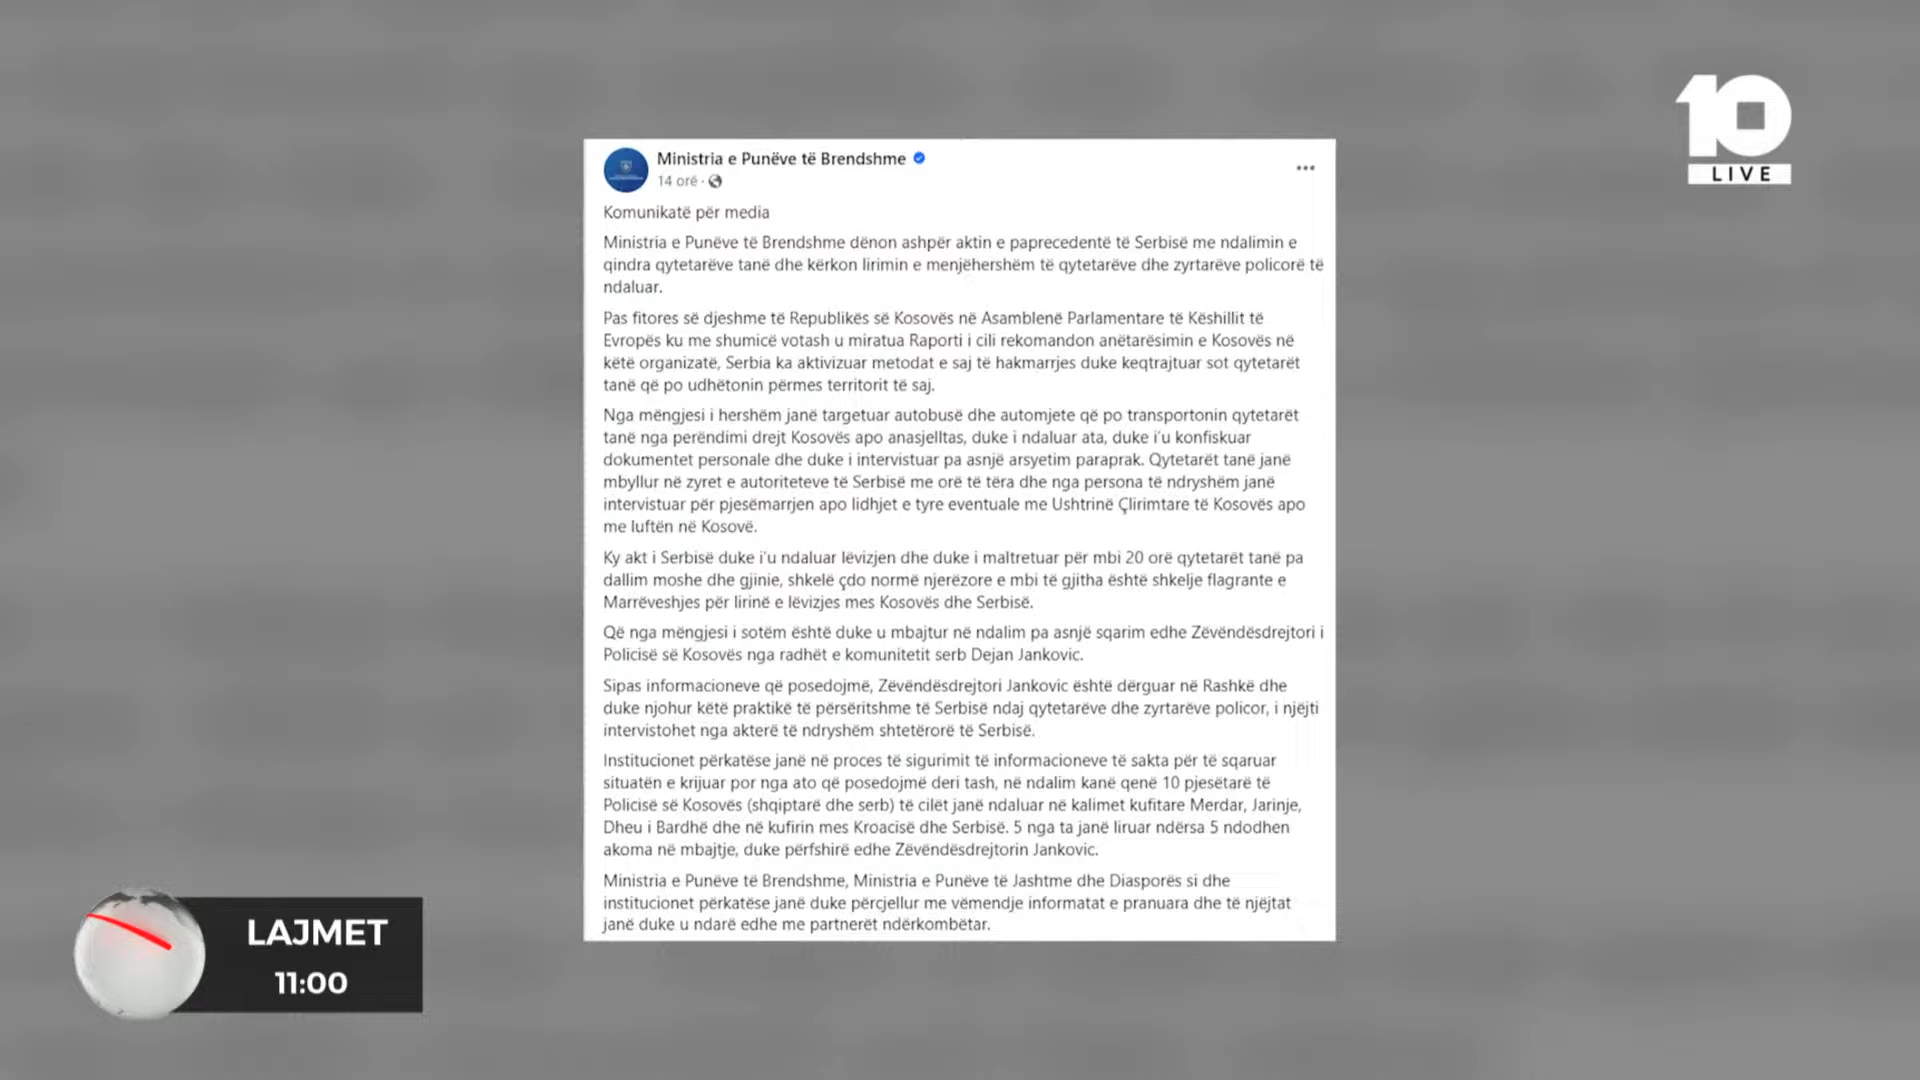 10
LIVE
Ministria e Punëve të Brendshme
14 orë ·
Komunikatë për media
Ministria e Punëve të Brendshme dënon ashpër aktin e paprecedentë të Serbisë me ndalimin e
qindra qytetarëve tanë dhe kërkon lirimin e menjëhershëm të qytetarëve dhe zyrtarëve policorë të
ndaluar.
Pas fitores së djeshme të Republikës së Kosovës në Asamblenë Parlamentare të Këshillit të
Evropës ku me shumicë votash u miratua Raporti i cili rekomandon anëtarësimin e Kosovës në
këtë organizatë, Serbia ka aktivizuar metodat e saj të hakmarrjes duke keqtrajtuar sot qytetarët
tanë që po udhëtonin përmes territorit të saj.
Nga mëngjesi i hershëm janë targetuar autobusë dhe automjete që po transportonin qytetarët
tanë nga perëndimi drejt Kosovës apo anasjelltas, duke i ndaluar ata, duke i'u konfiskuar
dokumentet personale dhe duke i intervistuar pa asnjë arsyetim paraprak. Qytetarët tanë janë
mbyllur në zyret e autoriteteve të Serbisë me orë të tëra dhe nga persona të ndryshëm janë
intervistuar për pjesëmarrjen apo lidhjet e tyre eventuale me Ushtrinë Çlirimtare të Kosovës apo
me luftën në Kosovë.
Ky akt i Serbisë duke i'u ndaluar lëvizjen dhe duke i maltretuar për mbi 20 orë qytetarët tanë pa
dallim moshe dhe gjinie, shkelë çdo normë njerëzore e mbi të gjitha është shkelje flagrante e
Marrëveshjes për lirinë e lëvizjes mes Kosovës dhe Serbisë.
Që nga mëngjesi i sotëm është duke u mbajtur në ndalim pa asnjë sqarim edhe Zëvëndësdrejtori i
Policisë së Kosovës nga radhët e komunitetit serb Dejan Jankovic.
Sipas informacioneve që posedojmë, Zëvëndësdrejtori Jankovic është dërguar në Rashkë dhe
duke njohur këtë praktikë të përsëritshme të Serbisë ndaj qytetarëve dhe zyrtarëve policor, i njëjti
intervistohet nga akterë të ndryshëm shtetërorë të Serbisë.
Institucionet përkatëse janë në proces të sigurimit të informacioneve të sakta për të sqaruar
situatën e krijuar por nga ato që posedojmë deri tash, në ndalim kanë qenë 10 pjesëtarë të
Policisë së Kosovës (shqiptarë dhe serb) të cilët janë ndaluar në kalimet kufitare Merdar, Jarinje,
Dheu i Bardhë dhe në kufirin mes Kroacisë dhe Serbisë. 5 nga ta janë liruar ndërsa 5 ndodhen
akoma në mbajtje, duke përfshirë edhe Zëvëndësdrejtorin Jankovic.
Ministria e Punëve të Brendshme, Ministria e Punëve të Jashtme dhe Diasporës si dhe
institucionet përkatëse janë duke përcjellur me vëmendje informatat e pranuara dhe të njëjtat
janë duke u ndarë edhe me partnerët ndërkombëtar.
LAJMET
11:00